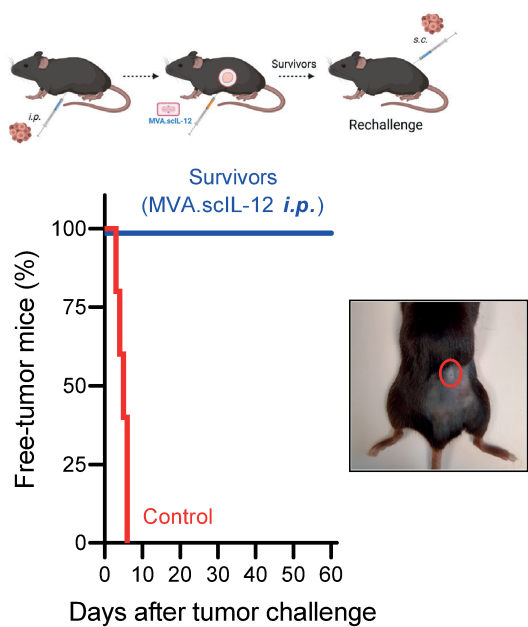 i.p.
MVA.scIL-12
Survivors
s.c.
Rechallenge
Survivors
(MVA.scIL-12 i.p.)
Free-tumor mice (%)
100
75
50
25
0
Control
0 10 20 30 40 50 60
Days after tumor challenge